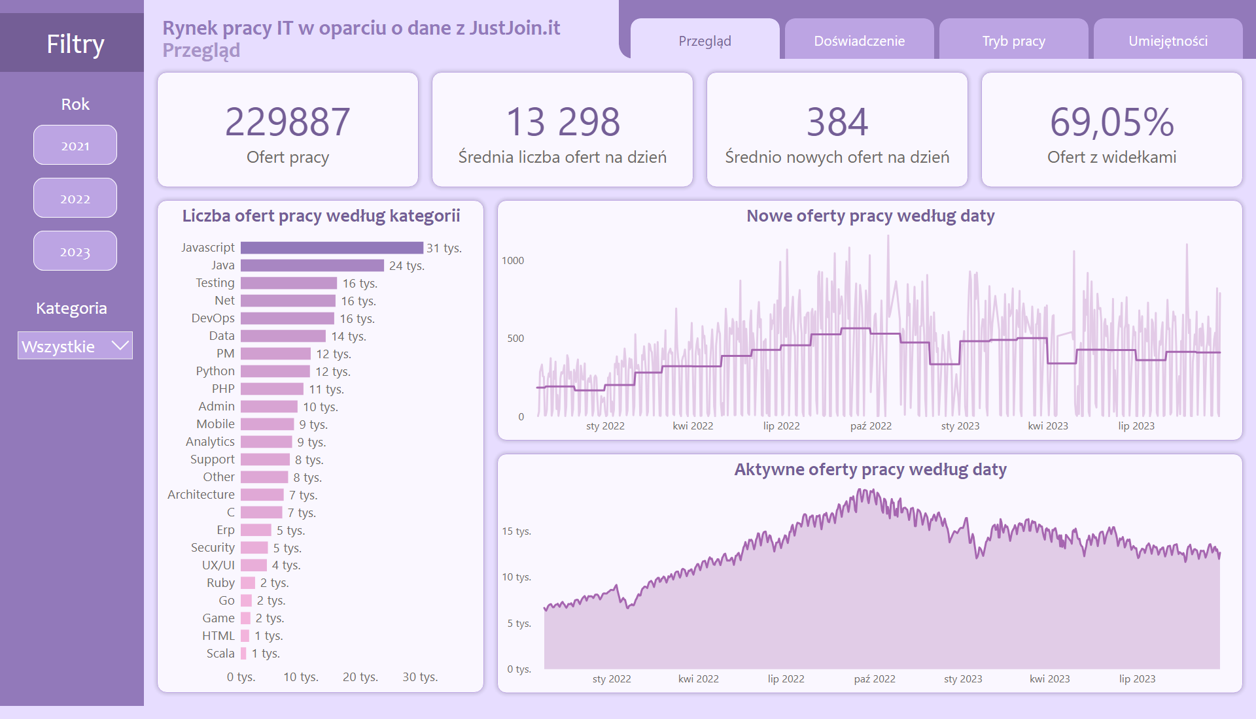 Filtry
Rok
2021
2022
2023
Kategoria
Wszystkie
Rynek pracy IT w oparciu o dane z JustJoin.it
Przegląd
Przegląd
Doświadczenie
Tryb pracy
Umiejętności
229887
Ofert pracy
13 298
Średnia liczba ofert na dzień
384
Średnio nowych ofert na dzień
69,05%
Ofert z widełkami
Liczba ofert pracy według kategorii
Javascript 31 tys.
Java 24 tys.
Testing 16 tys.
Net 16 tys.
DevOps 16 tys.
Data 14 tys.
PM 12 tys.
Python 12 tys.
PHP 11 tys.
Admin 10 tys.
Mobile 9 tys.
Analytics 9 tys.
Support 8 tys.
Other 8 tys.
Architecture 7 tys.
C 7 tys.
Erp 5 tys.
Security 5 tys.
UX/UI 4 tys.
Ruby 2 tys.
Go 2 tys.
Game 2 tys.
HTML 1 tys.
Scala 1 tys.
0 tys. 10 tys. 20 tys. 30 tys.
Nowe oferty pracy według daty
1000
500
0
sty 2022 kwi 2022 lip 2022 paź 2022 sty 2023 kwi 2023 lip 2023
Aktywne oferty pracy według daty
15 tys.
10 tys.
5 tys.
0 tys.
sty 2022 kwi 2022 lip 2022 paź 2022 sty 2023 kwi 2023 lip 2023